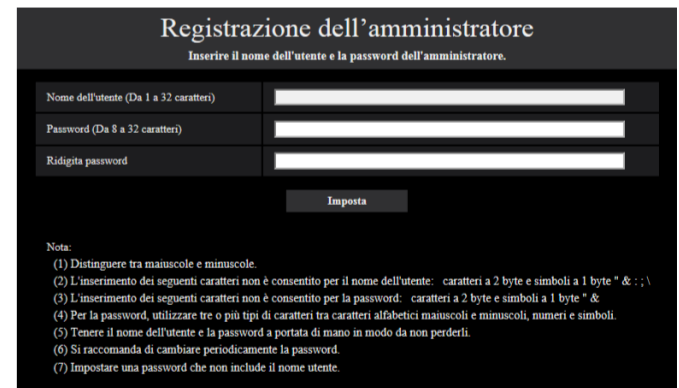 Registrazione dell’amministratore
Inserire il nome dell'utente e la password dell'amministratore.
Nome dell'utente (Da 1 a 32 caratteri)
Password (Da 8 a 32 caratteri)
Ridigita password
Imposta
Nota:
(1) Distinguere tra maiuscole e minuscole.
(2) L'inserimento dei seguenti caratteri non è consentito per il nome dell'utente: caratteri a 2 byte e simboli a 1 byte " & : ; \
(3) L'inserimento dei seguenti caratteri non è consentito per la password: caratteri a 2 byte e simboli a 1 byte " &
(4) Per la password, utilizzare tre o più tipi di caratteri tra caratteri alfabetici maiuscoli e minuscoli, numeri e simboli.
(5) Tenere il nome dell'utente e la password a portata di mano in modo da non perderli.
(6) Si raccomanda di cambiare periodicamente la password.
(7) Impostare una password che non include il nome utente.